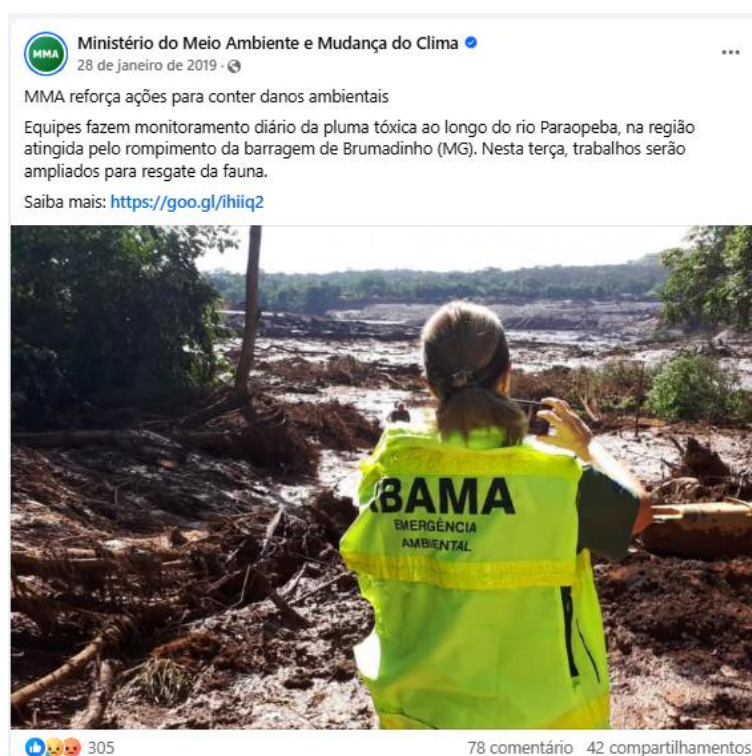 MMA
Ministério do Meio Ambiente e Mudança do Clima
28 de janeiro de 2019 ·
MMA reforça ações para conter danos ambientais
Equipes fazem monitoramento diário da pluma tóxica ao longo do rio Paraopeba, na região
atingida pelo rompimento da barragem de Brumadinho (MG). Nesta terça, trabalhos serão
ampliados para resgate da fauna.
Saiba mais: https://goo.gl/ihiiq2
IBAMA
EMERGÊNCIA
AMBIENTAL
305
78 comentário 42 compartilhamentos